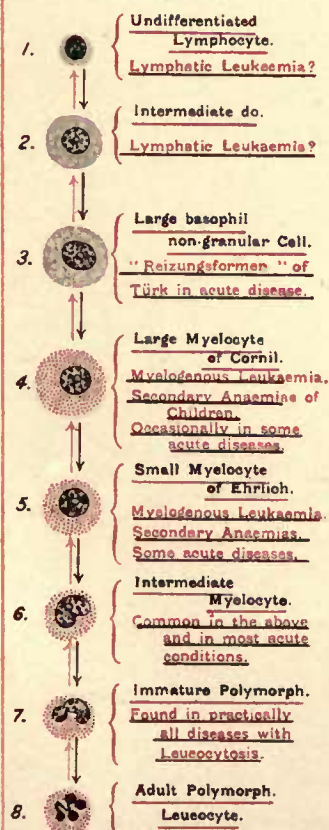 1. Undifferentiated
Lymphocyte.
Lymphatic Leukaemia?
2. Intermediate do.
Lymphatic Leukaemia?
3. Large basophil
non-granular Cell.
"Reizungsformer" of
Türk in acute disease.
4. Large Myelocyte
of Cornil.
Myelogenous Leukaemia.
Secondary Anaemias of
Children.
Occasionally in some
acute diseases.
5. Small Myelocyte
of Ehrlich.
Myelogenous Leukaemia.
Secondary Anaemias.
Some acute diseases.
6. Intermediate
Myelocyte.
Common in the above
and in most acute
conditions.
7. Immature Polymorph.
Found in practically
all diseases with
Leucocytosis.
8. Adult Polymorph.
Leucocyte.